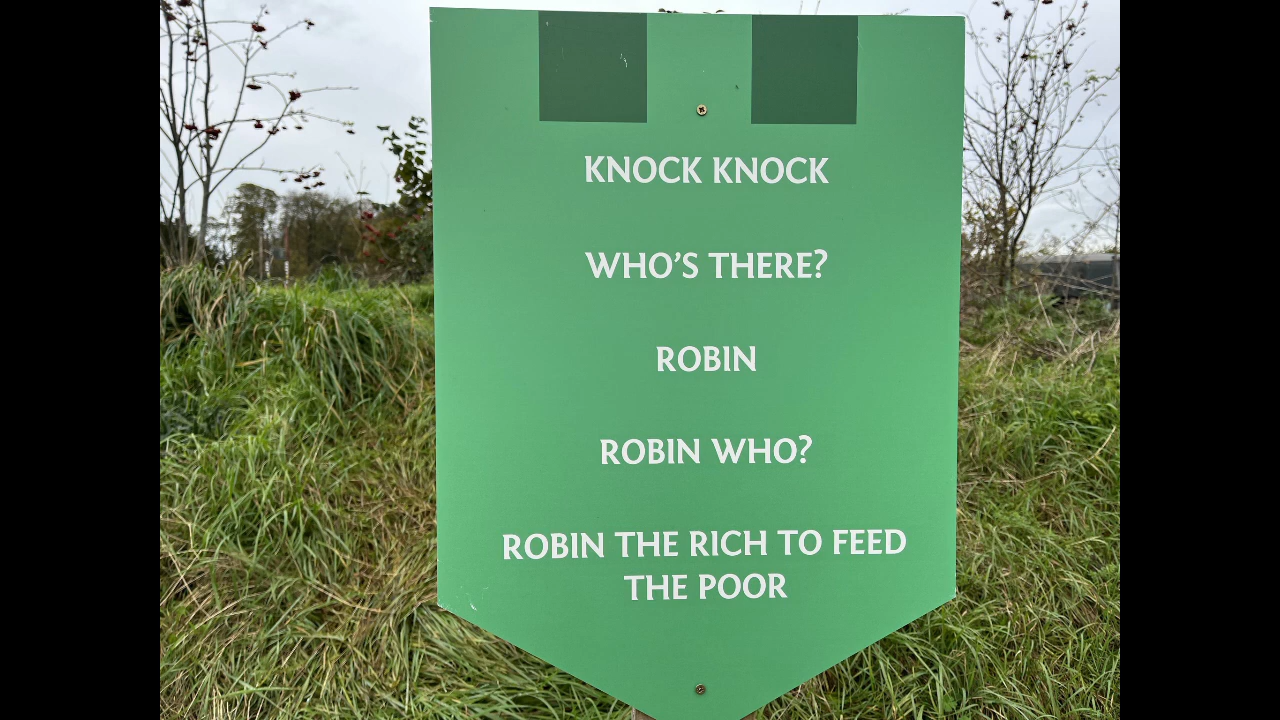 KNOCK KNOCK
WHO'S THERE?
ROBIN
ROBIN WHO?
ROBIN THE RICH TO FEED
THE POOR